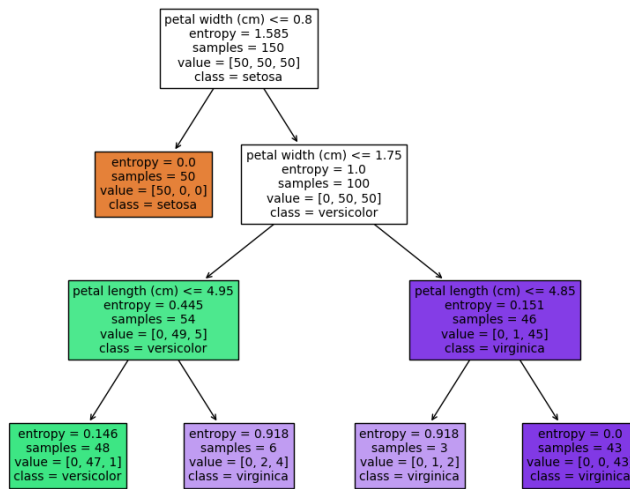 petal width (cm) <= 0.8
entropy = 1.585
samples = 150
value = [50, 50, 50]
class = setosa
entropy = 0.0
samples = 50
value = [50, 0, 0]
class = setosa
petal width (cm) <= 1.75
entropy = 1.0
samples = 100
value = [0, 50, 50]
class = versicolor
petal length (cm) <= 4.95
entropy = 0.445
samples = 54
value = [0, 49, 5]
class = versicolor
petal length (cm) <= 4.85
entropy = 0.151
samples = 46
value = [0, 1, 45]
class = virginica
entropy = 0.146
samples = 48
value = [0, 47, 1]
class = versicolor
entropy = 0.918
samples = 6
value = [0, 2, 4]
class = virginica
entropy = 0.918
samples = 3
value = [0, 1, 2]
class = virginica
entropy = 0.0
samples = 43
value = [0, 0, 43]
class = virginica